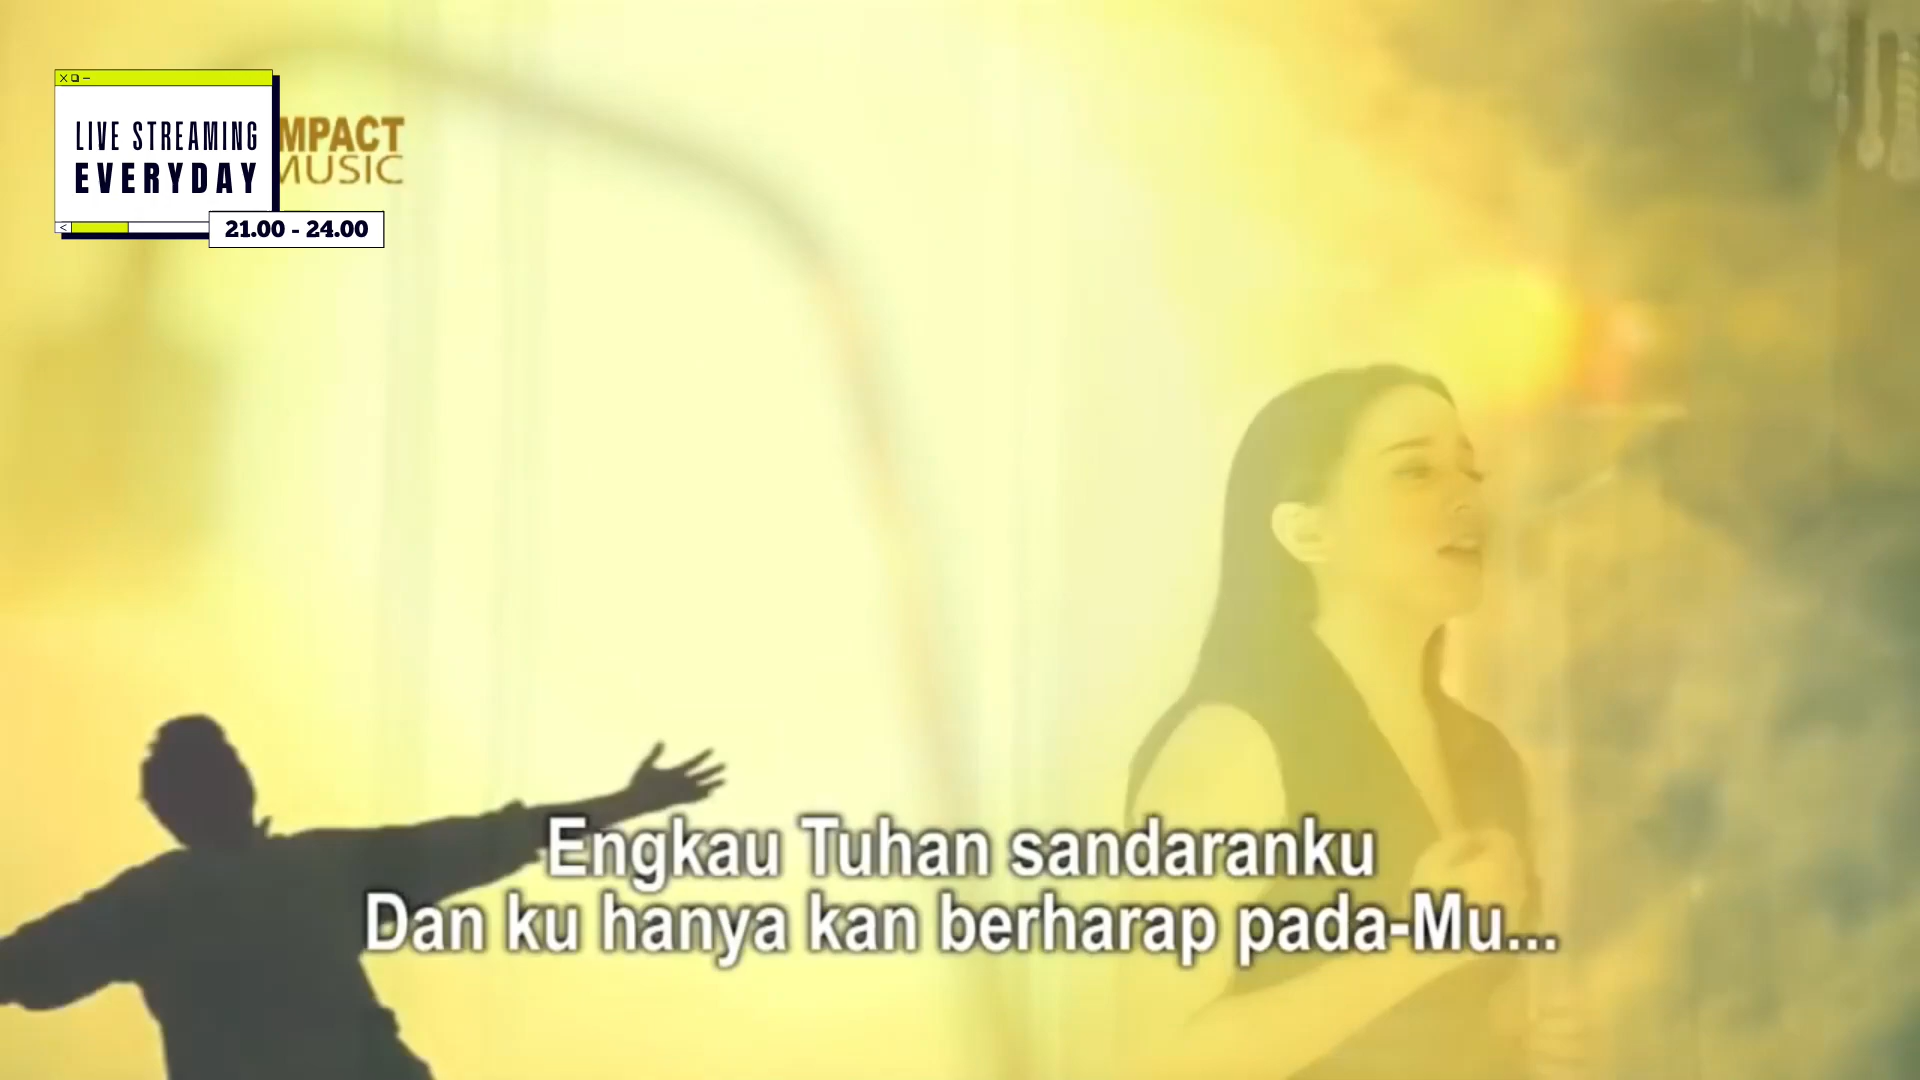 LIVE STREAMING
EVERYDAY
MPACT
MUSIC
21.00 - 24.00
Engkau Tuhan sandaranku
Dan ku hanya kan berharap pada-Mu...